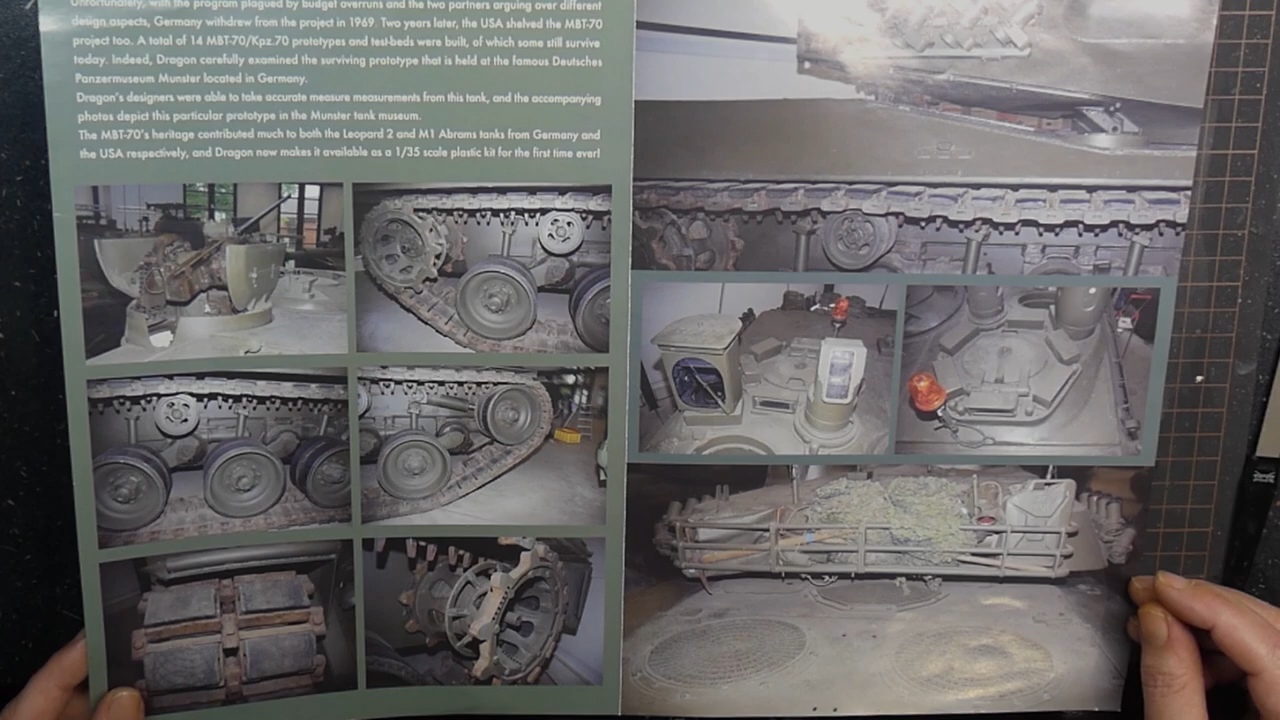 Unfortunately, with the program plagued by budget overruns and the two partners arguing over different
design aspects, Germany withdrew from the project in 1969. Two years later, the USA shelved the MBT-70
project too. A total of 14 MBT-70/Kpz.70 prototypes and test-beds were built, of which some still survive
today. Indeed, Dragon carefully examined the surviving prototype that is held at the famous Deutsches
Panzermuseum Munster located in Germany.
Dragon's designers were able to take accurate measure measurements from this tank, and the accompanying
photos depict this particular prototype in the Munster tank museum.
The MBT-70's heritage contributed much to both the Leopard 2 and M1 Abrams tanks from Germany and
the USA respectively, and Dragon now makes it available as a 1/35 scale plastic kit for the first time ever!